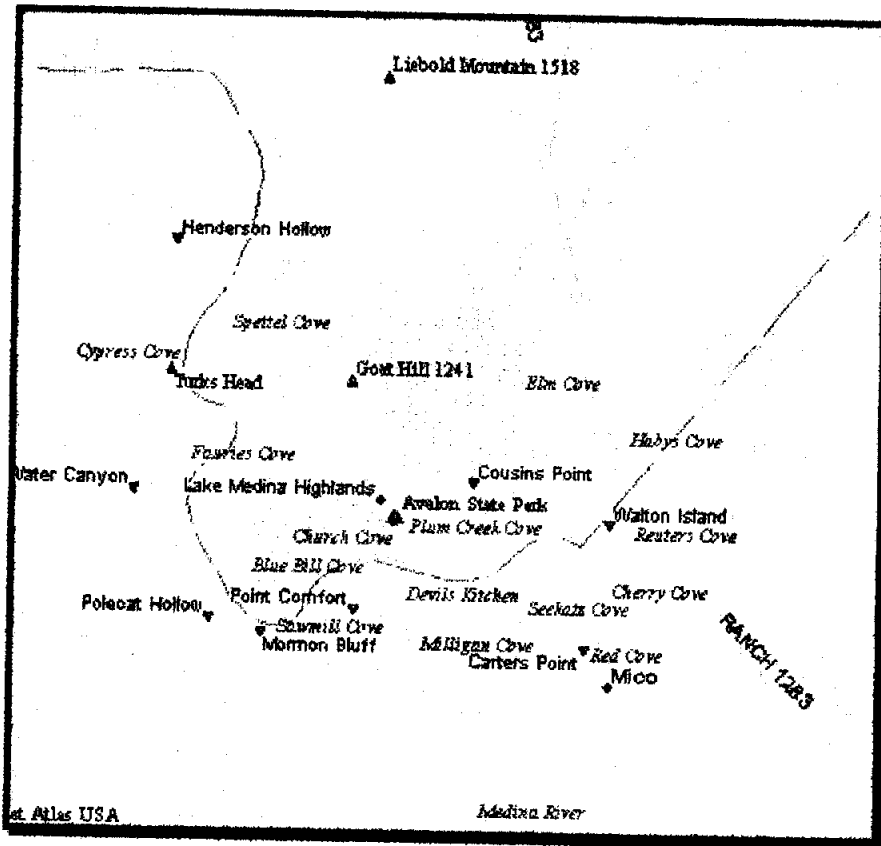 Liebold Mountain 1518
Henderson Hollow
Spettel Cove
Cypress Cove
Turks Head
Goat Hill 1241
Elm Cove
Habys Cove
Fawries Cove
Water Canyon
Cousins Point
Lake Medina Highlands
Avalon State Park
Walton Island
Plum Creek Cove
Church Cove
Reuters Cove
Blue Bill Cove
Devils Kitchen
Cherry Cove
Point Comfort
Seekatz Cove
Polecat Hollow
Sawmill Cove
Mormon Bluff
Milligan Cove
Carters Point
Red Cove
RANCH 1283
Mico
Medina River
et Atlas USA